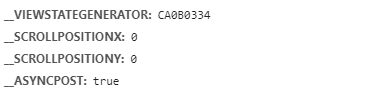 __VIEWSTATEGENERATOR: CA0B0334
__SCROLLPOSITIONX: 0
__SCROLLPOSITIONY: 0
__ASYNCPOST: true